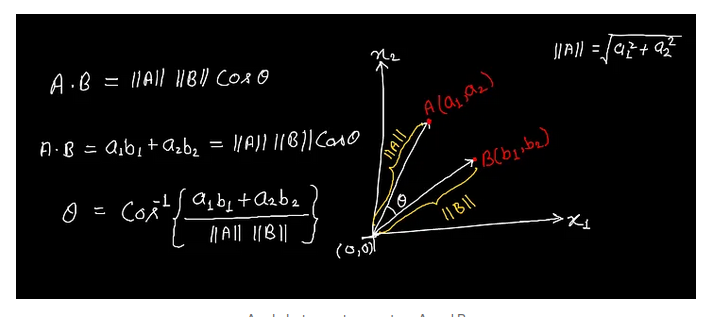 ||A|| = √(a₁² + a₂²)
A·B = ||A|| ||B|| Cos θ
A·B = a₁b₁ + a₂b₂ = ||A|| ||B|| Cos θ
θ = Cos⁻¹{(a₁b₁ + a₂b₂) / (||A|| ||B||)}
x₂
A(a₁,a₂)
||A||
B(b₁,b₂)
θ
||B||
x₁
(0,0)